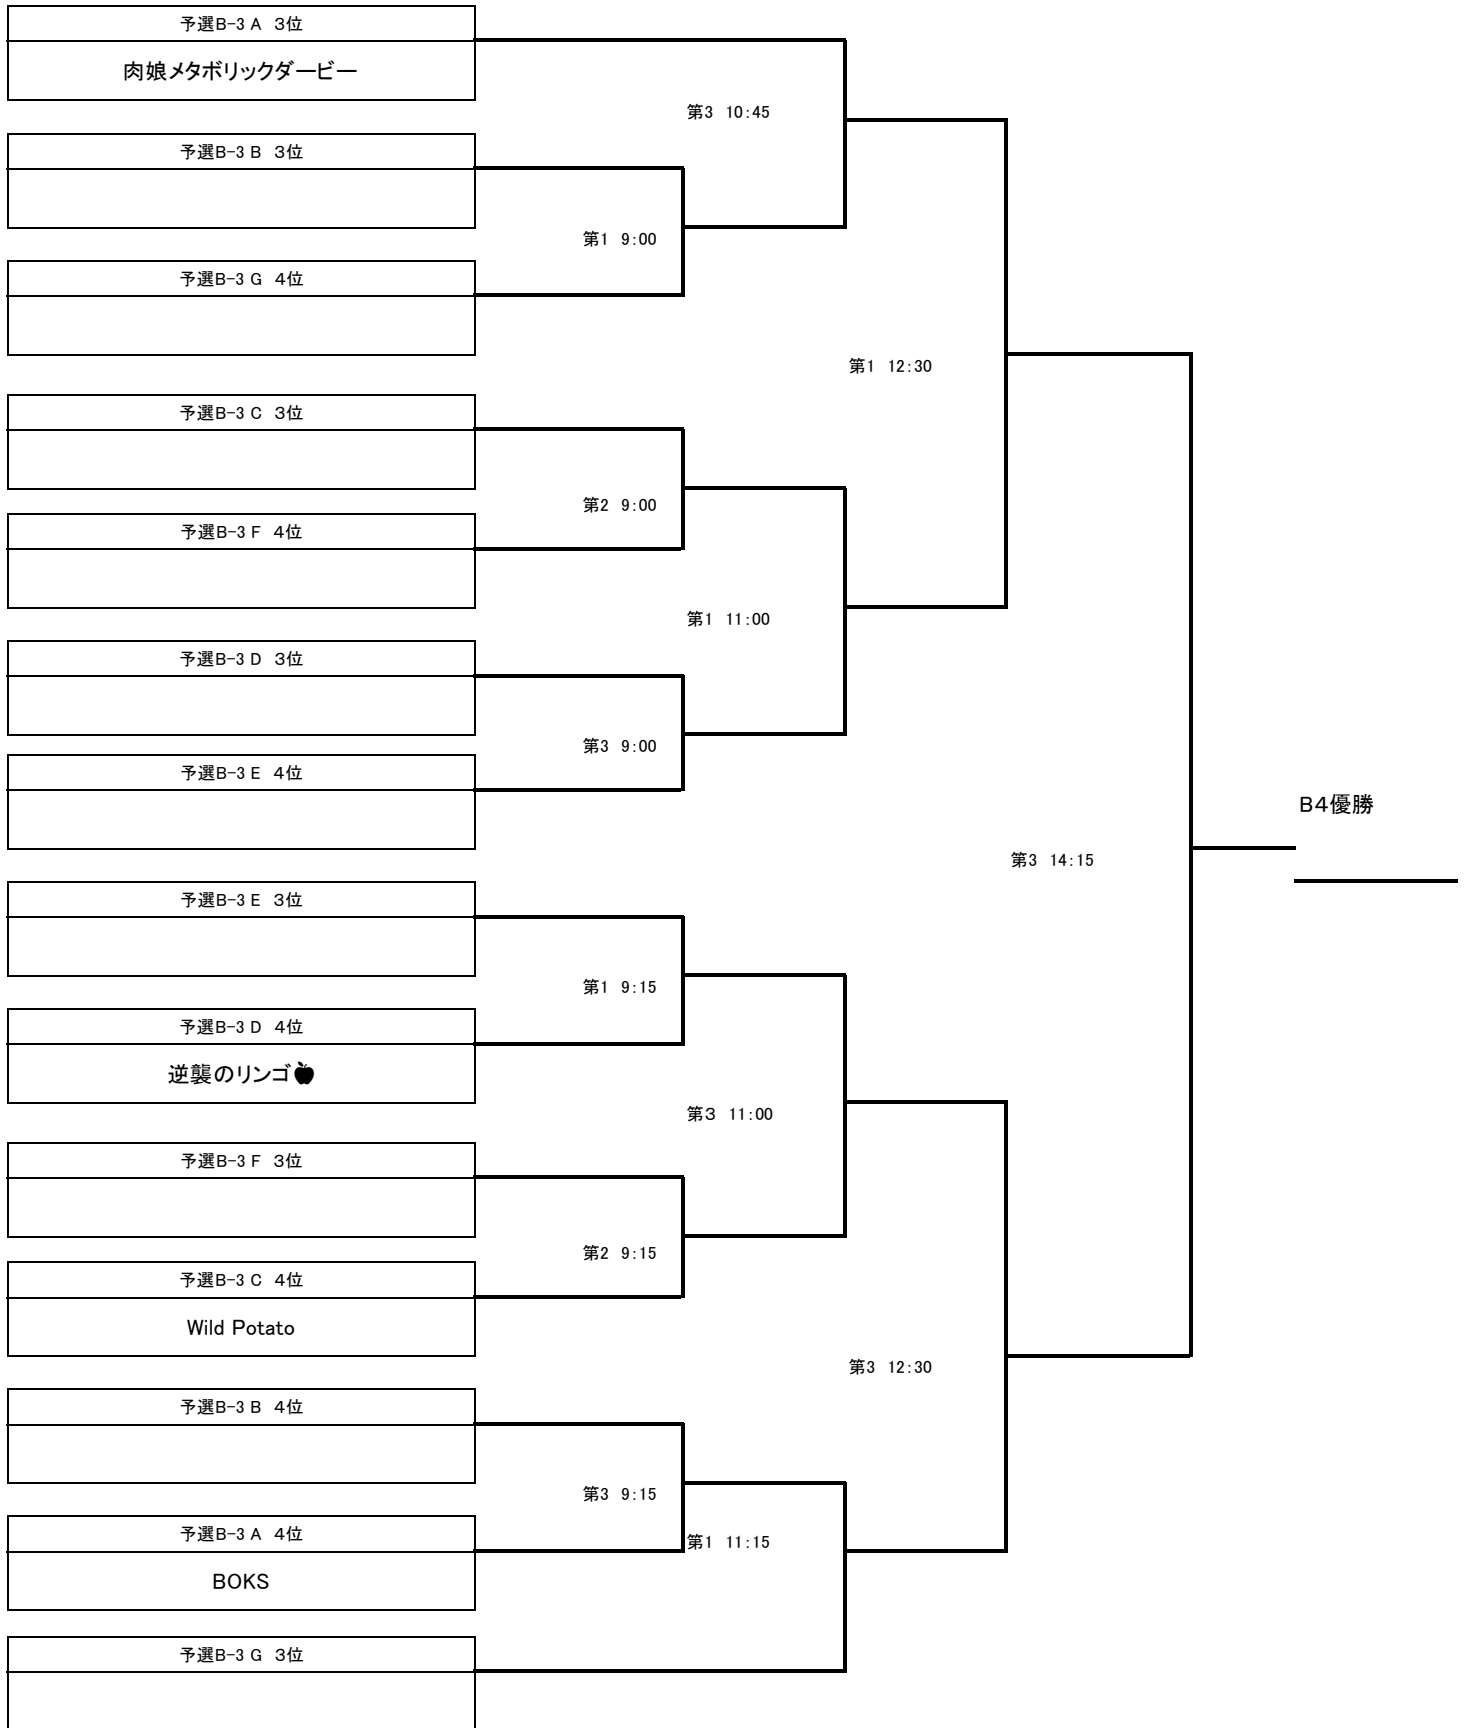 予選B-3 A 3位
肉娘メタボリックダービー
第3 10:45
予選B-3 B 3位
第1 9:00
予選B-3 G 4位
第1 12:30
予選B-3 C 3位
第2 9:00
予選B-3 F 4位
第1 11:00
予選B-3 D 3位
第3 9:00
予選B-3 E 4位
B4優勝
第3 14:15
予選B-3 E 3位
第1 9:15
予選B-3 D 4位
逆襲のリンゴ🍎
第3 11:00
予選B-3 F 3位
第2 9:15
予選B-3 C 4位
Wild Potato
第3 12:30
予選B-3 B 4位
第3 9:15
予選B-3 A 4位
第1 11:15
BOKS
予選B-3 G 3位